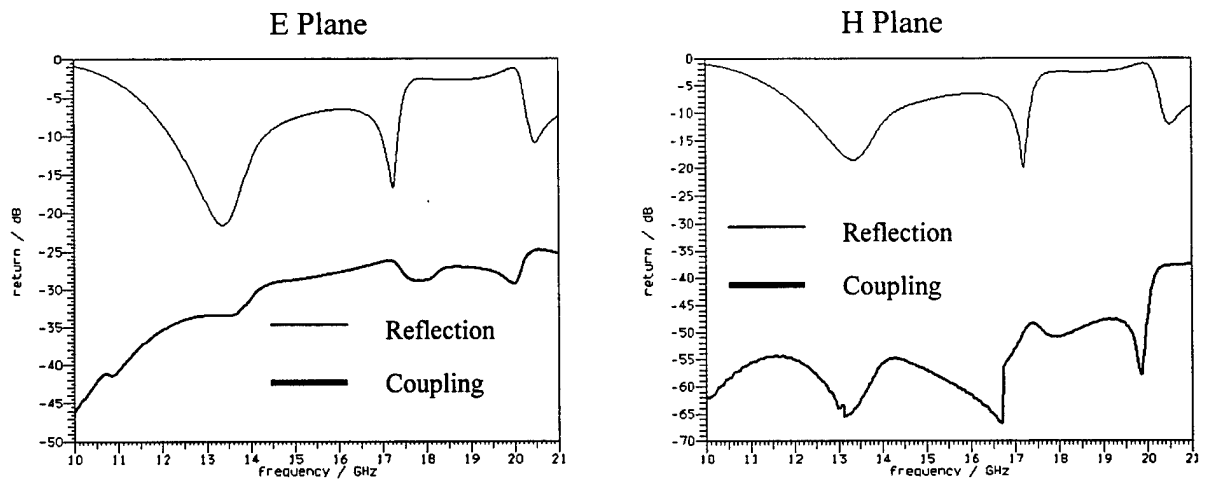 E Plane
0
-5
-10
-15
-20
-25
-30
-35
-40
-45
-50
return / dB
Reflection
Coupling
10 11 12 13 14 15 16 17 18 19 20 21
frequency / GHz
H Plane
0
-5
-10
-15
-20
-25
-30
-35
-40
-45
-50
-55
-60
-65
-70
return / dB
Reflection
Coupling
10 11 12 13 14 15 16 17 18 19 20 21
frequency / GHz